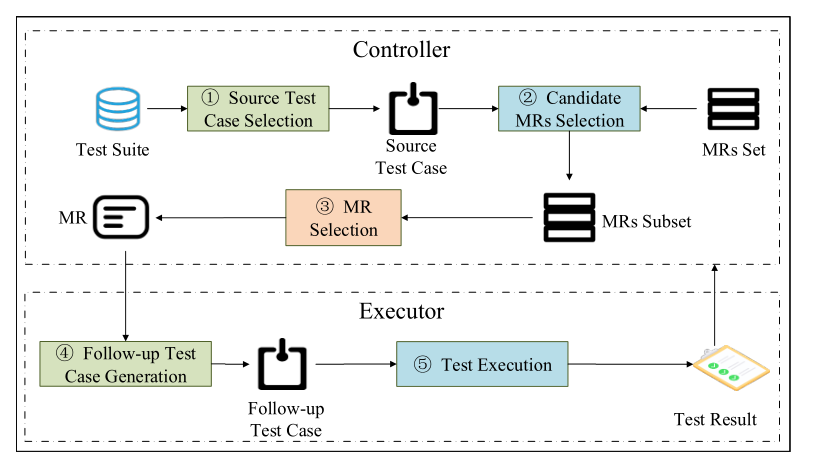 Controller
① Source Test
Case Selection
② Candidate
MRs Selection
Test Suite
Source
Test Case
MRs Set
MR
③ MR
Selection
MRs Subset
Executor
④ Follow-up Test
Case Generation
⑤ Test Execution
Follow-up
Test Case
Test Result